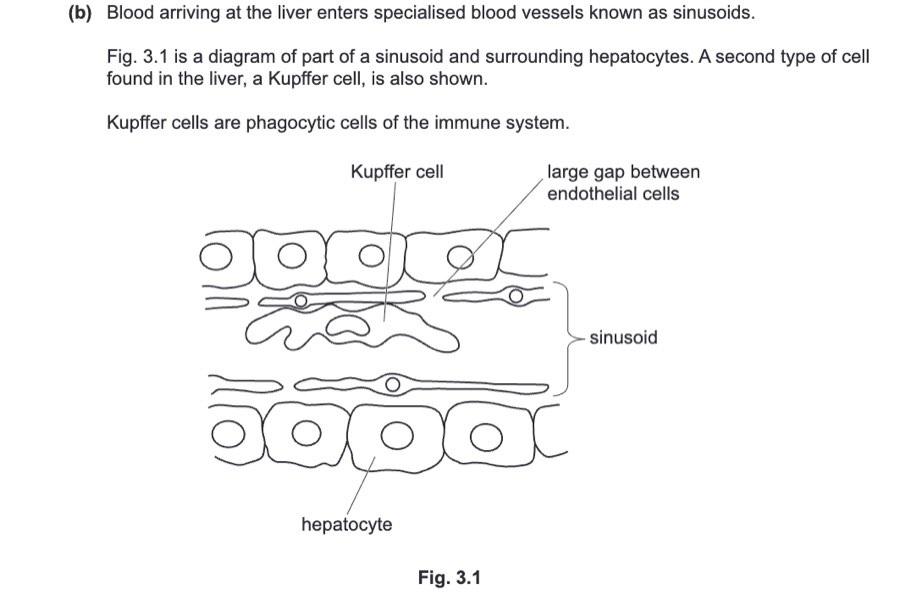 (b) Blood arriving at the liver enters specialised blood vessels known as sinusoids.
Fig. 3.1 is a diagram of part of a sinusoid and surrounding hepatocytes. A second type of cell
found in the liver, a Kupffer cell, is also shown.
Kupffer cells are phagocytic cells of the immune system.
Kupffer cell
large gap between
endothelial cells
sinusoid
hepatocyte
Fig. 3.1